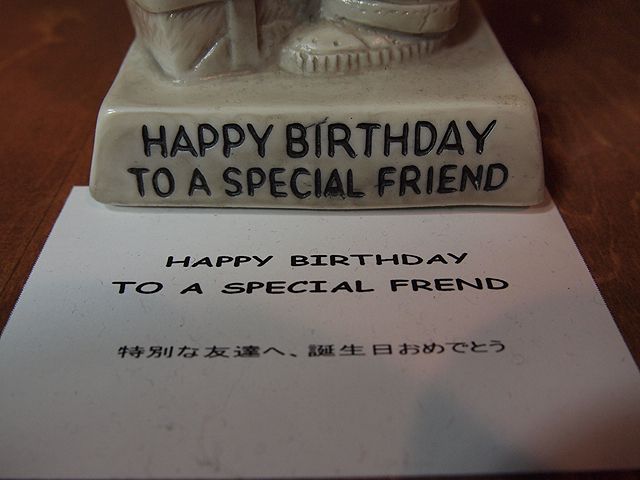 HAPPY BIRTHDAY
TO A SPECIAL FRIEND
HAPPY BIRTHDAY
TO A SPECIAL FREND
特別な友達へ、誕生日おめでとう